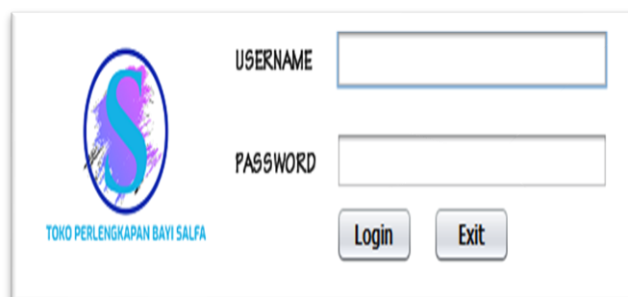 USERNAME
PASSWORD
S
TOKO PERLENGKAPAN BAYI SALFA
Login
Exit